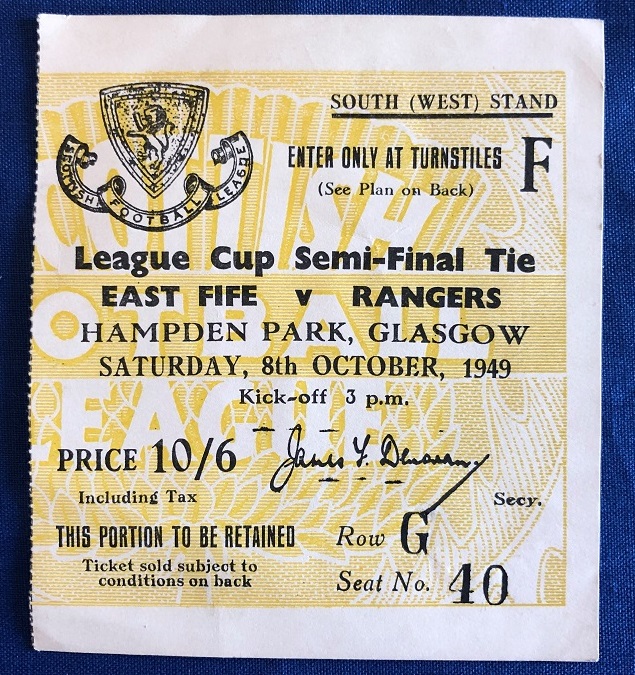 SCOTTISH FOOTBALL LEAGUE
SOUTH (WEST) STAND
ENTER ONLY AT TURNSTILES F
(See Plan on Back)
League Cup Semi-Final Tie
EAST FIFE v RANGERS
HAMPDEN PARK, GLASGOW
SATURDAY, 8th OCTOBER, 1949
Kick-off 3 p.m.
PRICE 10/6
Including Tax
Secy.
THIS PORTION TO BE RETAINED
Ticket sold subject to
conditions on back
Row G
Seat No. 40